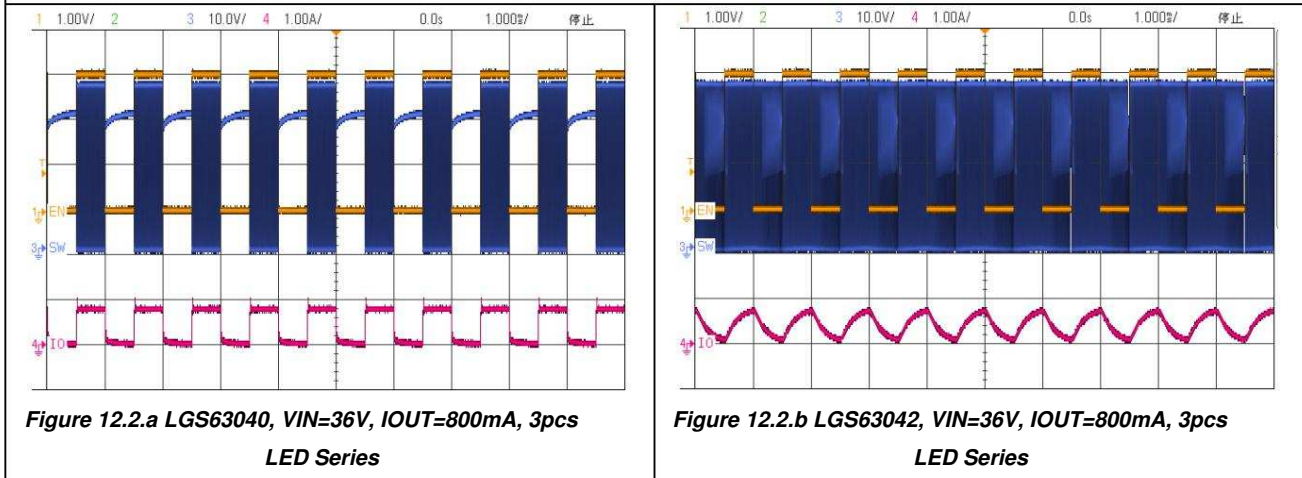 1 1.00V/ 2 3 10.0V/ 4 1.00A/ 0.0s 1.000ms/ 停止
T
1 EN
3 SW
4 IO
Figure 12.2.a LGS63040, VIN=36V, IOUT=800mA, 3pcs
LED Series
1 1.00V/ 2 3 10.0V/ 4 1.00A/ 0.0s 1.000ms/ 停止
T
1 EN
3 SW
4 IO
Figure 12.2.b LGS63042, VIN=36V, IOUT=800mA, 3pcs
LED Series